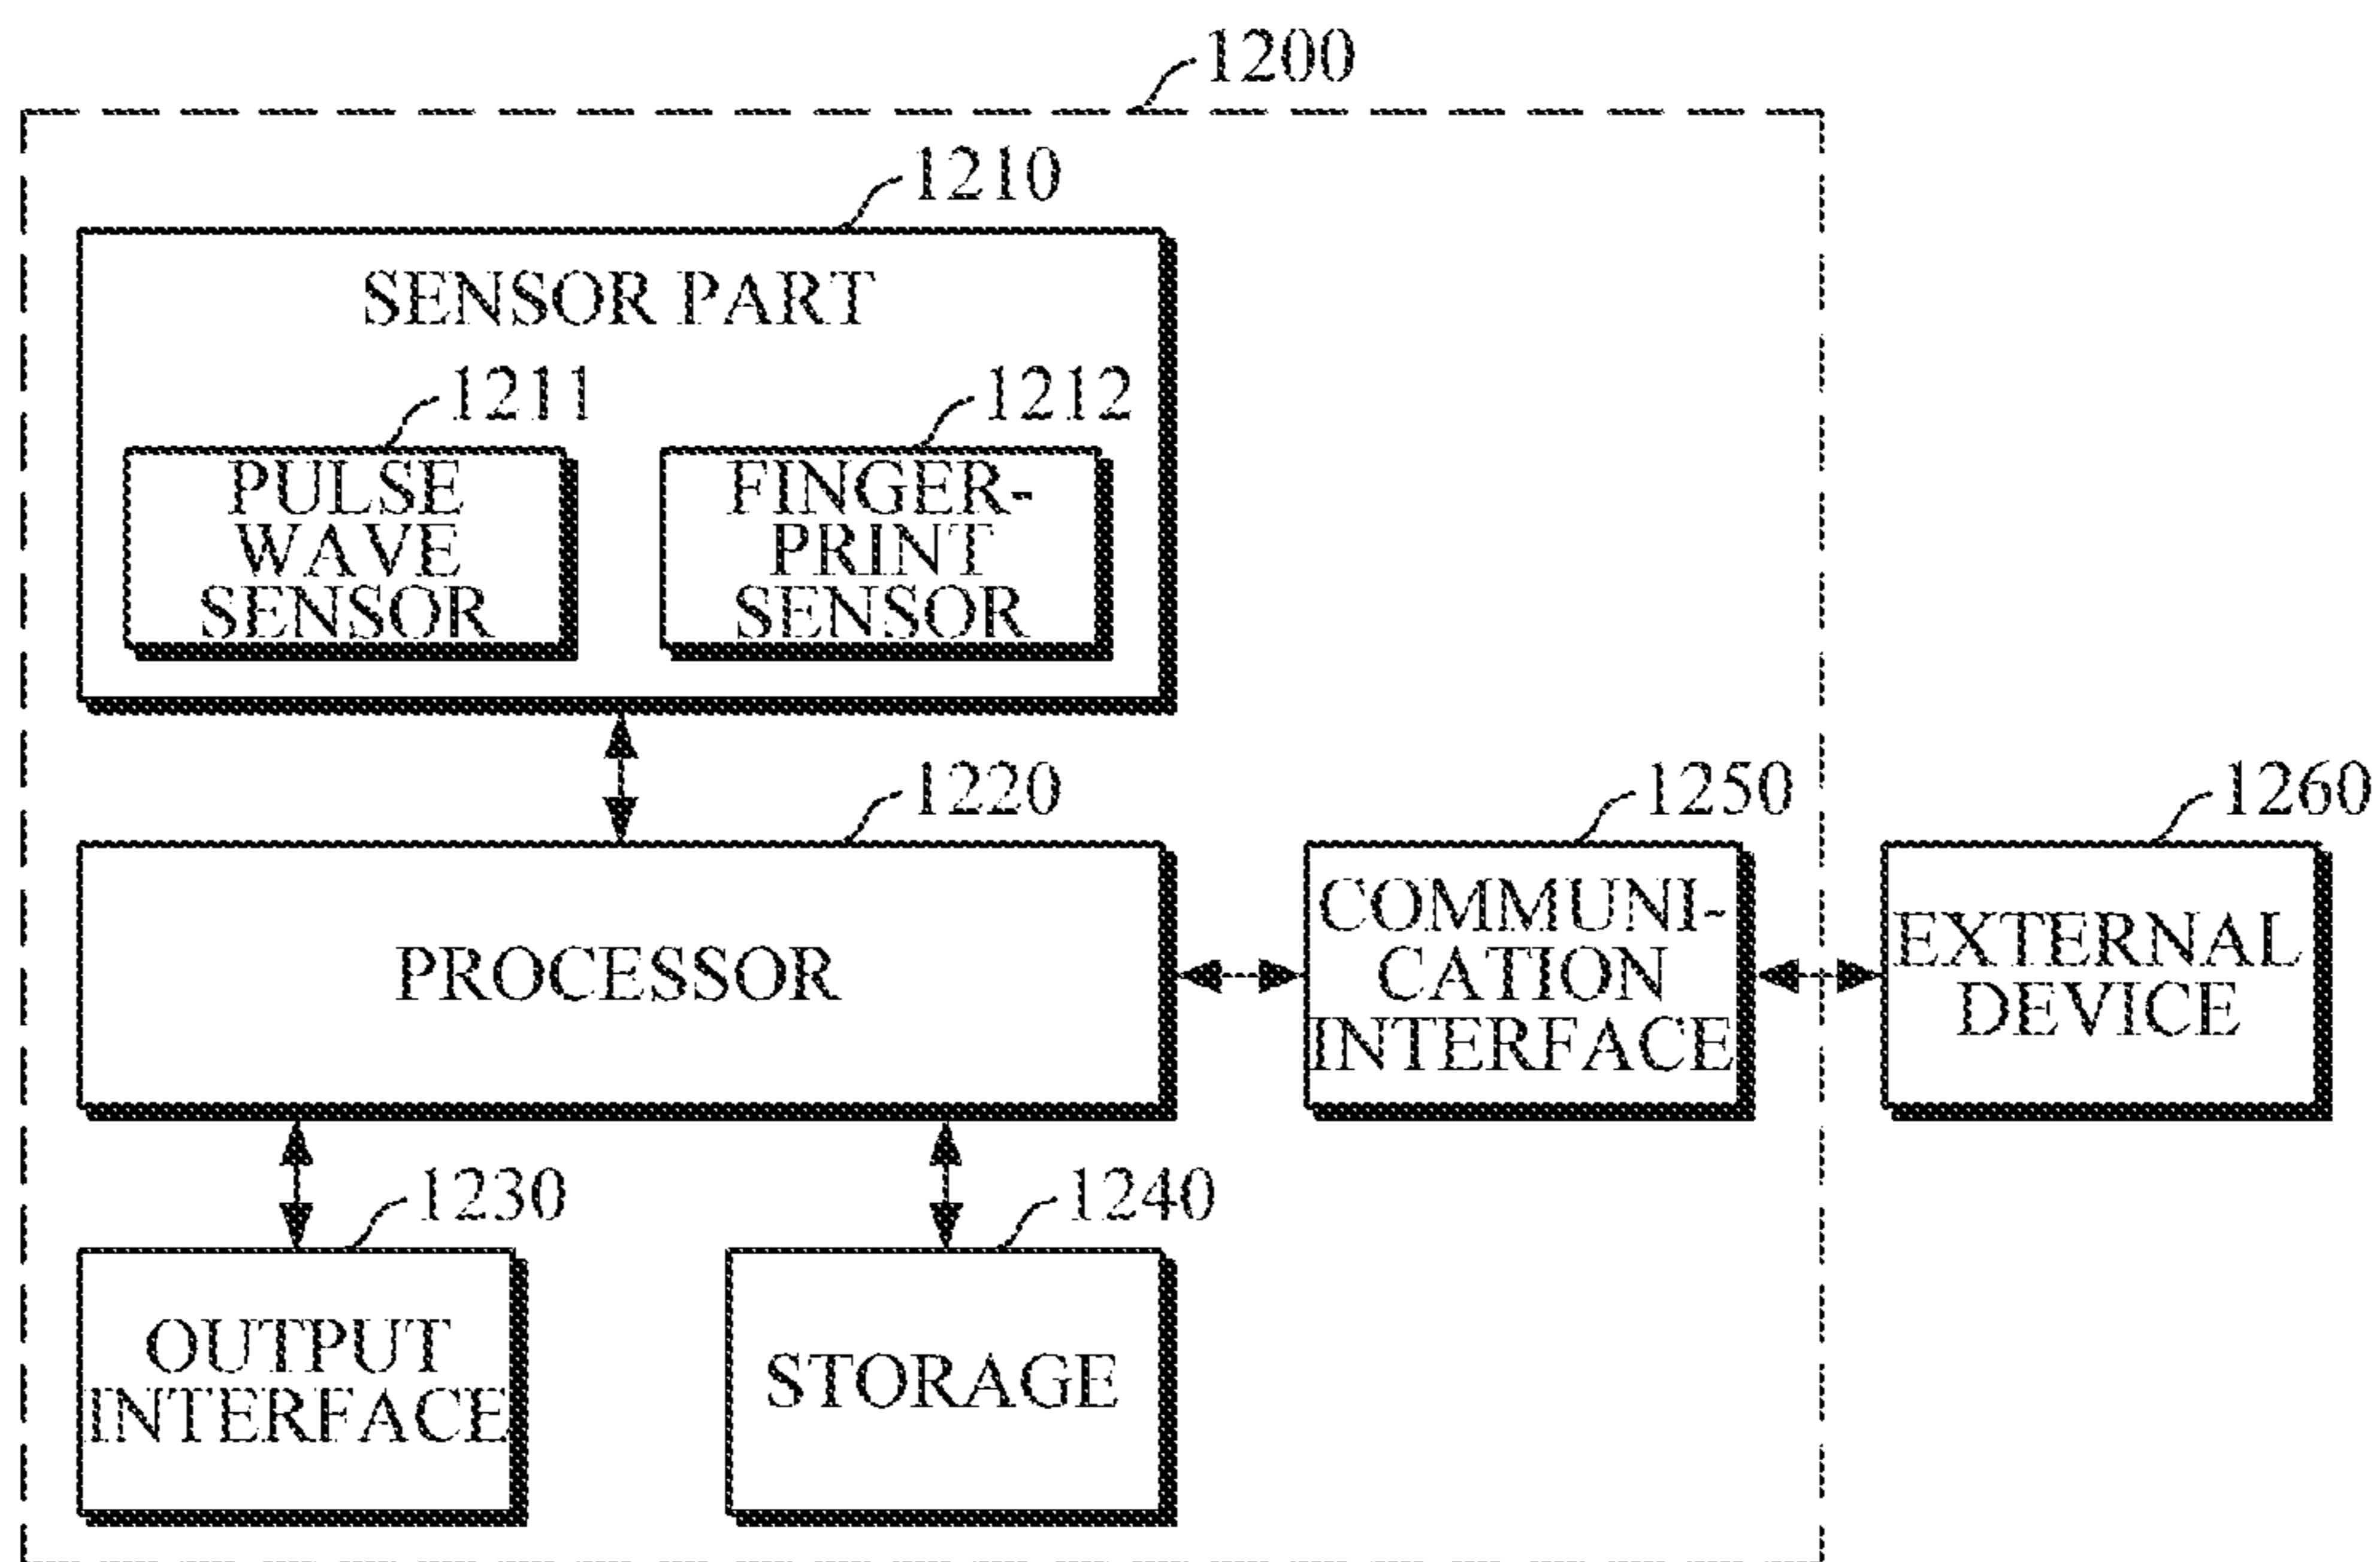 1200
1210
SENSOR PART
1211
1212
PULSE
WAVE
SENSOR
FINGER-
PRINT
SENSOR
1220
1250
1260
PROCESSOR
COMMUNI-
CATION
INTERFACE
EXTERNAL
DEVICE
1230
1240
OUTPUT
INTERFACE
STORAGE